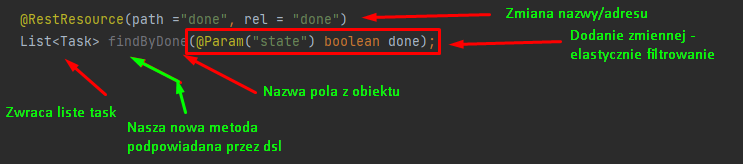 @RestResource(path ="done", rel = "done")
Zmiana nazwy/adresu
List<Task> findByDone(@Param("state") boolean done);
Dodanie zmiennej -
elastycznie filtrowanie
Nazwa pola z obiektu
Zwraca liste task
Nasza nowa metoda
podpowiadana przez dsl